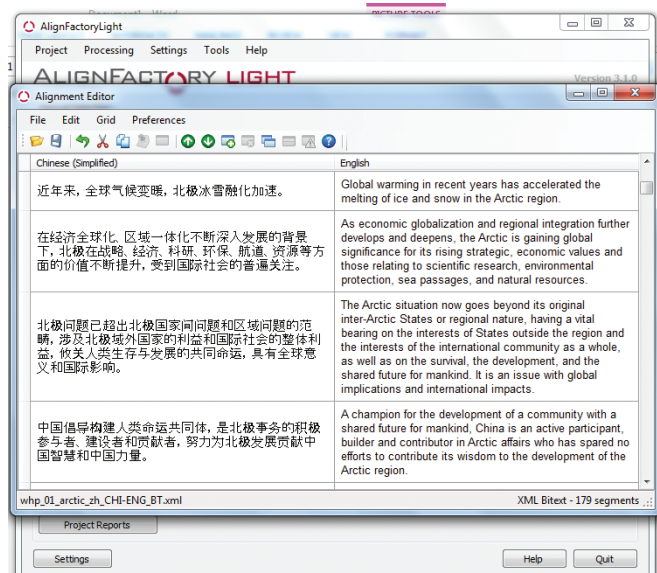 Document1 - Word
PICTURE TOOLS
AlignFactoryLight
Project Processing Settings Tools Help
1
ALIGNFACTORY LIGHT
Version 3.1.0
Alignment Editor
File Edit Grid Preferences
Chinese (Simplified)
English
近年来，全球气候变暖，北极冰雪融化加速。
Global warming in recent years has accelerated the
melting of ice and snow in the Arctic region.
在经济全球化、区域一体化不断深入发展的背景
下，北极在战略、经济、科研、环保、航道、资源等方
面的价值不断提升，受到国际社会的普遍关注。
As economic globalization and regional integration further
develops and deepens, the Arctic is gaining global
significance for its rising strategic, economic values and
those relating to scientific research, environmental
protection, sea passages, and natural resources.
北极问题已超出北极国家间问题和区域问题的范
畴，涉及北极域外国家的利益和国际社会的整体利
益，攸关人类生存与发展的共同命运，具有全球意
义和国际影响。
The Arctic situation now goes beyond its original
inter-Arctic States or regional nature, having a vital
bearing on the interests of States outside the region and
the interests of the international community as a whole,
as well as on the survival, the development, and the
shared future for mankind. It is an issue with global
implications and international impacts.
中国倡导构建人类命运共同体，是北极事务的积极
参与者、建设者和贡献者，努力为北极发展贡献中
国智慧和中国力量。
A champion for the development of a community with a
shared future for mankind, China is an active participant,
builder and contributor in Arctic affairs who has spared no
efforts to contribute its wisdom to the development of the
Arctic region.
whp_01_arctic_zh_CHI-ENG_BT.xml
XML Bitext - 179 segments
Project Reports
Settings
Help
Quit